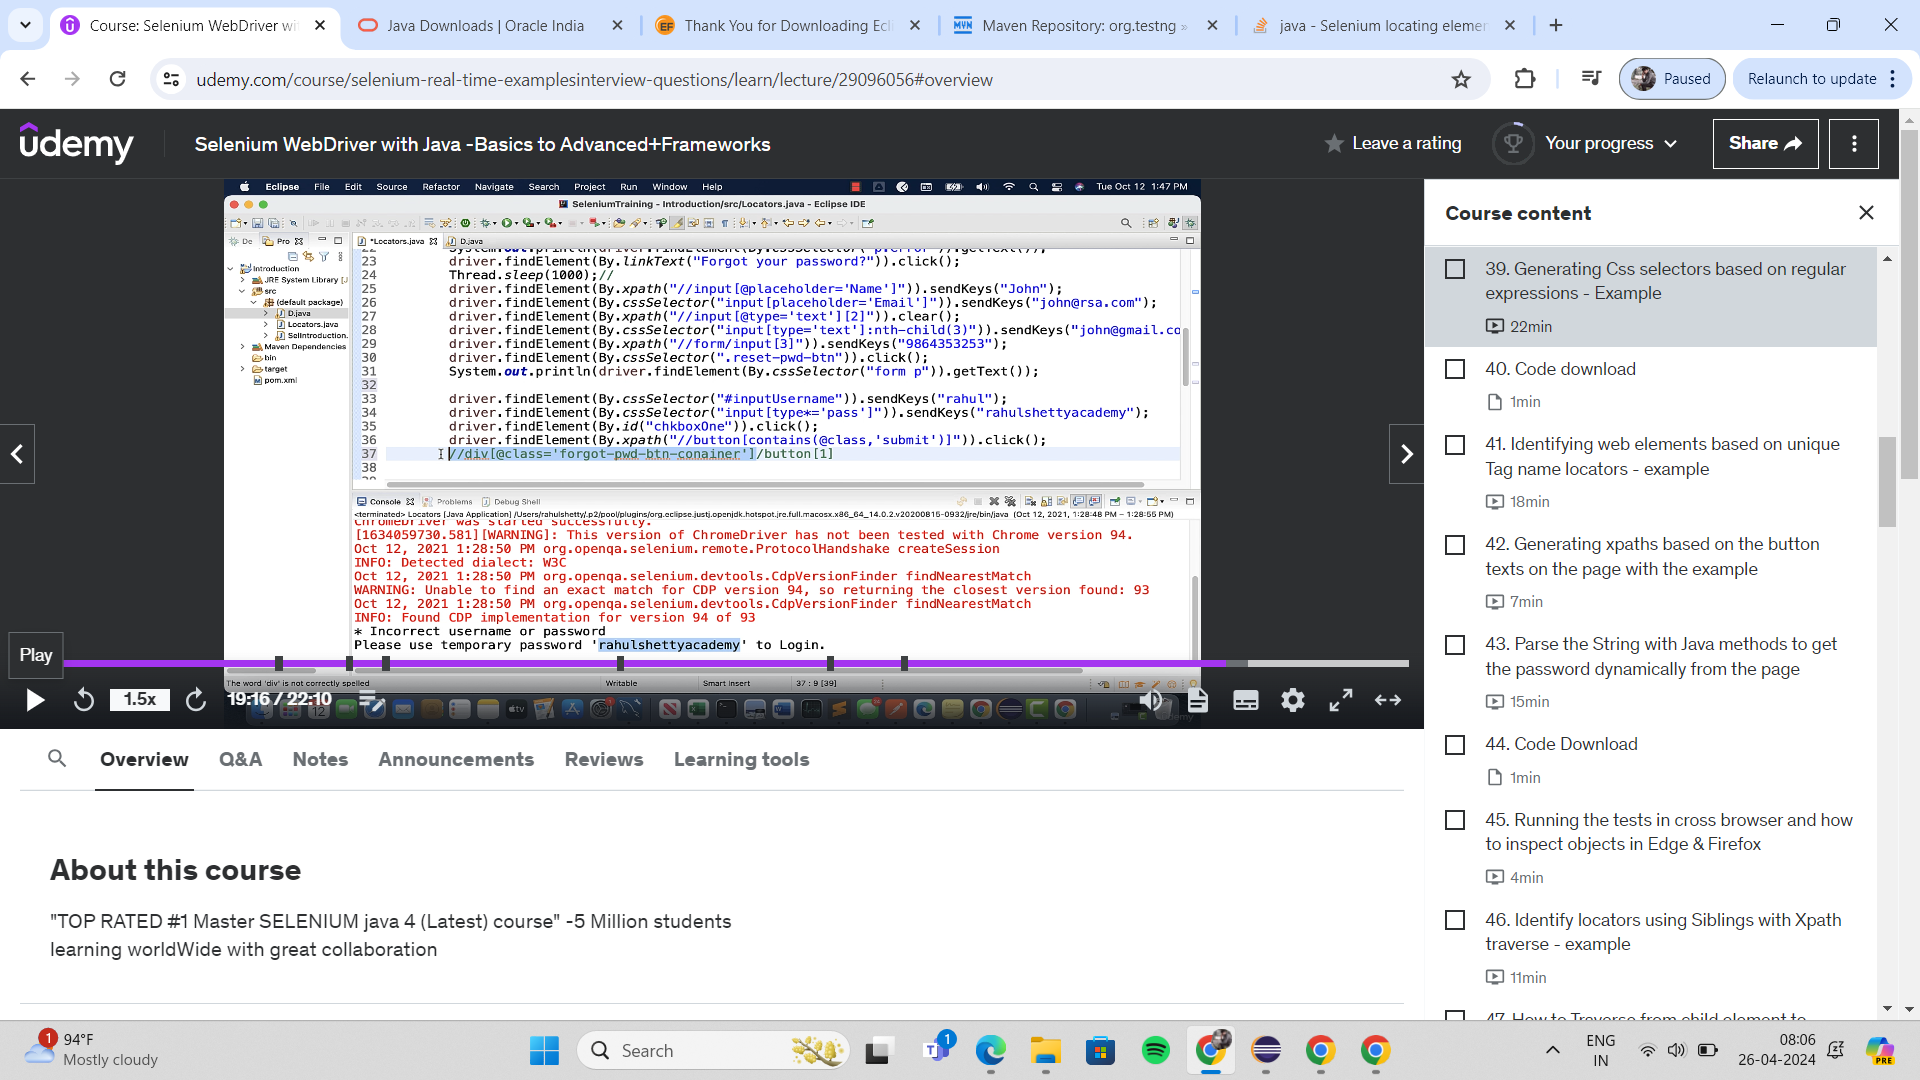 Course: Selenium WebDriver wi
Java Downloads | Oracle India
Thank You for Downloading Ecl
Maven Repository: org.testng »
java - Selenium locating elemen
udemy.com/course/selenium-real-time-examplesinterview-questions/learn/lecture/29096056#overview
Paused
Relaunch to update
udemy
Selenium WebDriver with Java -Basics to Advanced+Frameworks
Leave a rating
Your progress
Share
Eclipse File Edit Source Refactor Navigate Search Project Run Window Help
Tue Oct 12 1:47 PM
SeleniumTraining - Introduction/src/Locators.java - Eclipse IDE
De Pro
*Locators.java D.java
Introduction
JRE System Library [J
src
(default package)
D.java
Locators.java
SelIntroduction.
Maven Dependencies
bin
target
pom.xml
22 System.out.println(driver.findElement(By.cssSelector("p.error")).getText());
23 driver.findElement(By.linkText("Forgot your password?")).click();
24 Thread.sleep(1000);//
25 driver.findElement(By.xpath("//input[@placeholder='Name']")).sendKeys("John");
26 driver.findElement(By.cssSelector("input[placeholder='Email']")).sendKeys("john@rsa.com");
27 driver.findElement(By.xpath("//input[@type='text'][2]")).clear();
28 driver.findElement(By.cssSelector("input[type='text']:nth-child(3)")).sendKeys("john@gmail.co
29 driver.findElement(By.xpath("//form/input[3]")).sendKeys("9864353253");
30 driver.findElement(By.cssSelector(".reset-pwd-btn")).click();
31 System.out.println(driver.findElement(By.cssSelector("form p")).getText());
32
33 driver.findElement(By.cssSelector("#inputUsername")).sendKeys("rahul");
34 driver.findElement(By.cssSelector("input[type*='pass']")).sendKeys("rahulshettyacademy");
35 driver.findElement(By.id("chkboxOne")).click();
36 driver.findElement(By.xpath("//button[contains(@class,'submit')]")).click();
37 //div[@class='forgot-pwd-btn-conainer']/button[1]
38
Console Problems Debug Shell
<terminated> Locators [Java Application] /Users/rahulshetty/.p2/pool/plugins/org.eclipse.justj.openjdk.hotspot.jre.full.macosx.x86_64_14.0.2.v20200815-0932/jre/bin/java (Oct 12, 2021, 1:28:48 PM – 1:28:55 PM)
ChromeDriver was started successfully.
[1634059730.581][WARNING]: This version of ChromeDriver has not been tested with Chrome version 94.
Oct 12, 2021 1:28:50 PM org.openqa.selenium.remote.ProtocolHandshake createSession
INFO: Detected dialect: W3C
Oct 12, 2021 1:28:50 PM org.openqa.selenium.devtools.CdpVersionFinder findNearestMatch
WARNING: Unable to find an exact match for CDP version 94, so returning the closest version found: 93
Oct 12, 2021 1:28:50 PM org.openqa.selenium.devtools.CdpVersionFinder findNearestMatch
INFO: Found CDP implementation for version 94 of 93
* Incorrect username or password
Please use temporary password 'rahulshettyacademy' to Login.
The word 'div' is not correctly spelled
Writable Smart Insert 37 : 9 [39]
Play
1.5x
19:16 / 22:10
Overview Q&A Notes Announcements Reviews Learning tools
About this course
"TOP RATED #1 Master SELENIUM java 4 (Latest) course" -5 Million students
learning worldWide with great collaboration
Course content
39. Generating Css selectors based on regular
expressions - Example
22min
40. Code download
1min
41. Identifying web elements based on unique
Tag name locators - example
18min
42. Generating xpaths based on the button
texts on the page with the example
7min
43. Parse the String with Java methods to get
the password dynamically from the page
15min
44. Code Download
1min
45. Running the tests in cross browser and how
to inspect objects in Edge & Firefox
4min
46. Identify locators using Siblings with Xpath
traverse - example
11min
47. How to Traverse from child element to
1
94°F
Mostly cloudy
Search
1
ENG
IN
08:06
26-04-2024
PRE